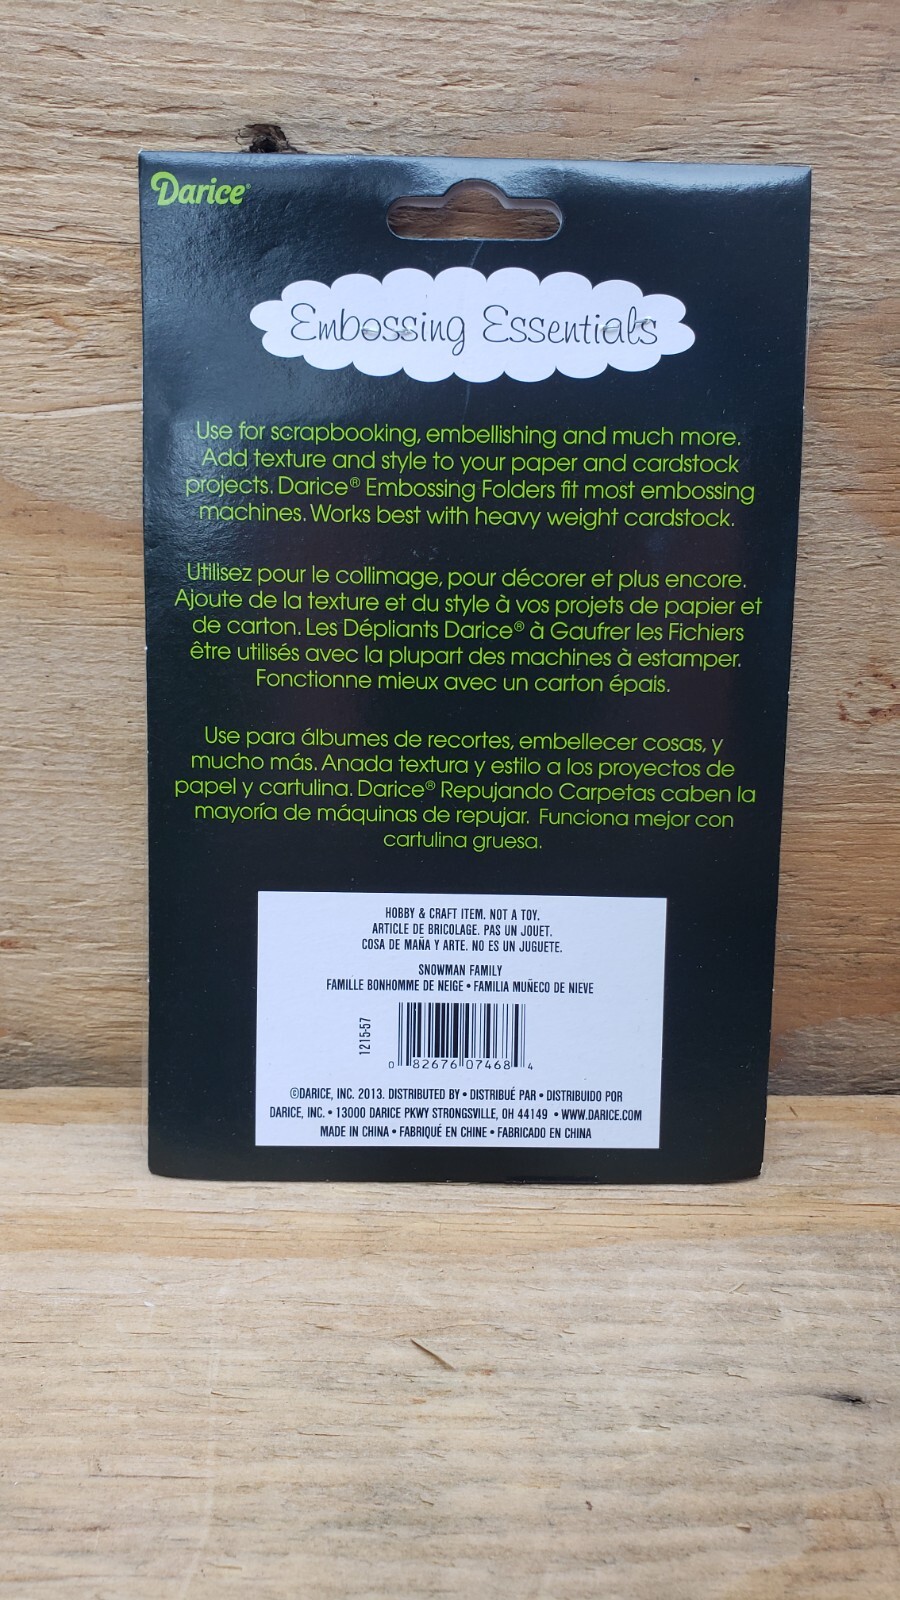 Darice®
Embossing Essentials
Use for scrapbooking, embellishing and much more.
Add texture and style to your paper and cardstock
projects. Darice® Embossing Folders fit most embossing
machines. Works best with heavy weight cardstock.
Utilisez pour le collimage, pour décorer et plus encore.
Ajoute de la texture et du style à vos projets de papier et
de carton. Les Dépliants Darice® à Gaufrer les Fichiers
être utilisés avec la plupart des machines à estamper.
Fonctionne mieux avec un carton épais.
Use para álbumes de recortes, embellecer cosas, y
mucho más. Anada textura y estilo a los proyectos de
papel y cartulina. Darice® Repujando Carpetas caben la
mayoría de máquinas de repujar. Funciona mejor con
cartulina gruesa.
HOBBY & CRAFT ITEM. NOT A TOY.
ARTICLE DE BRICOLAGE. PAS UN JOUET.
COSA DE MAÑA Y ARTE. NO ES UN JUGUETE.
SNOWMAN FAMILY
FAMILLE BONHOMME DE NEIGE • FAMILIA MUÑECO DE NIEVE
1215-57
0 82676 07468 4
©DARICE, INC. 2013. DISTRIBUTED BY • DISTRIBUÉ PAR • DISTRIBUIDO POR
DARICE, INC. • 13000 DARICE PKWY STRONGSVILLE, OH 44149 • WWW.DARICE.COM
MADE IN CHINA • FABRIQUÉ EN CHINE • FABRICADO EN CHINA